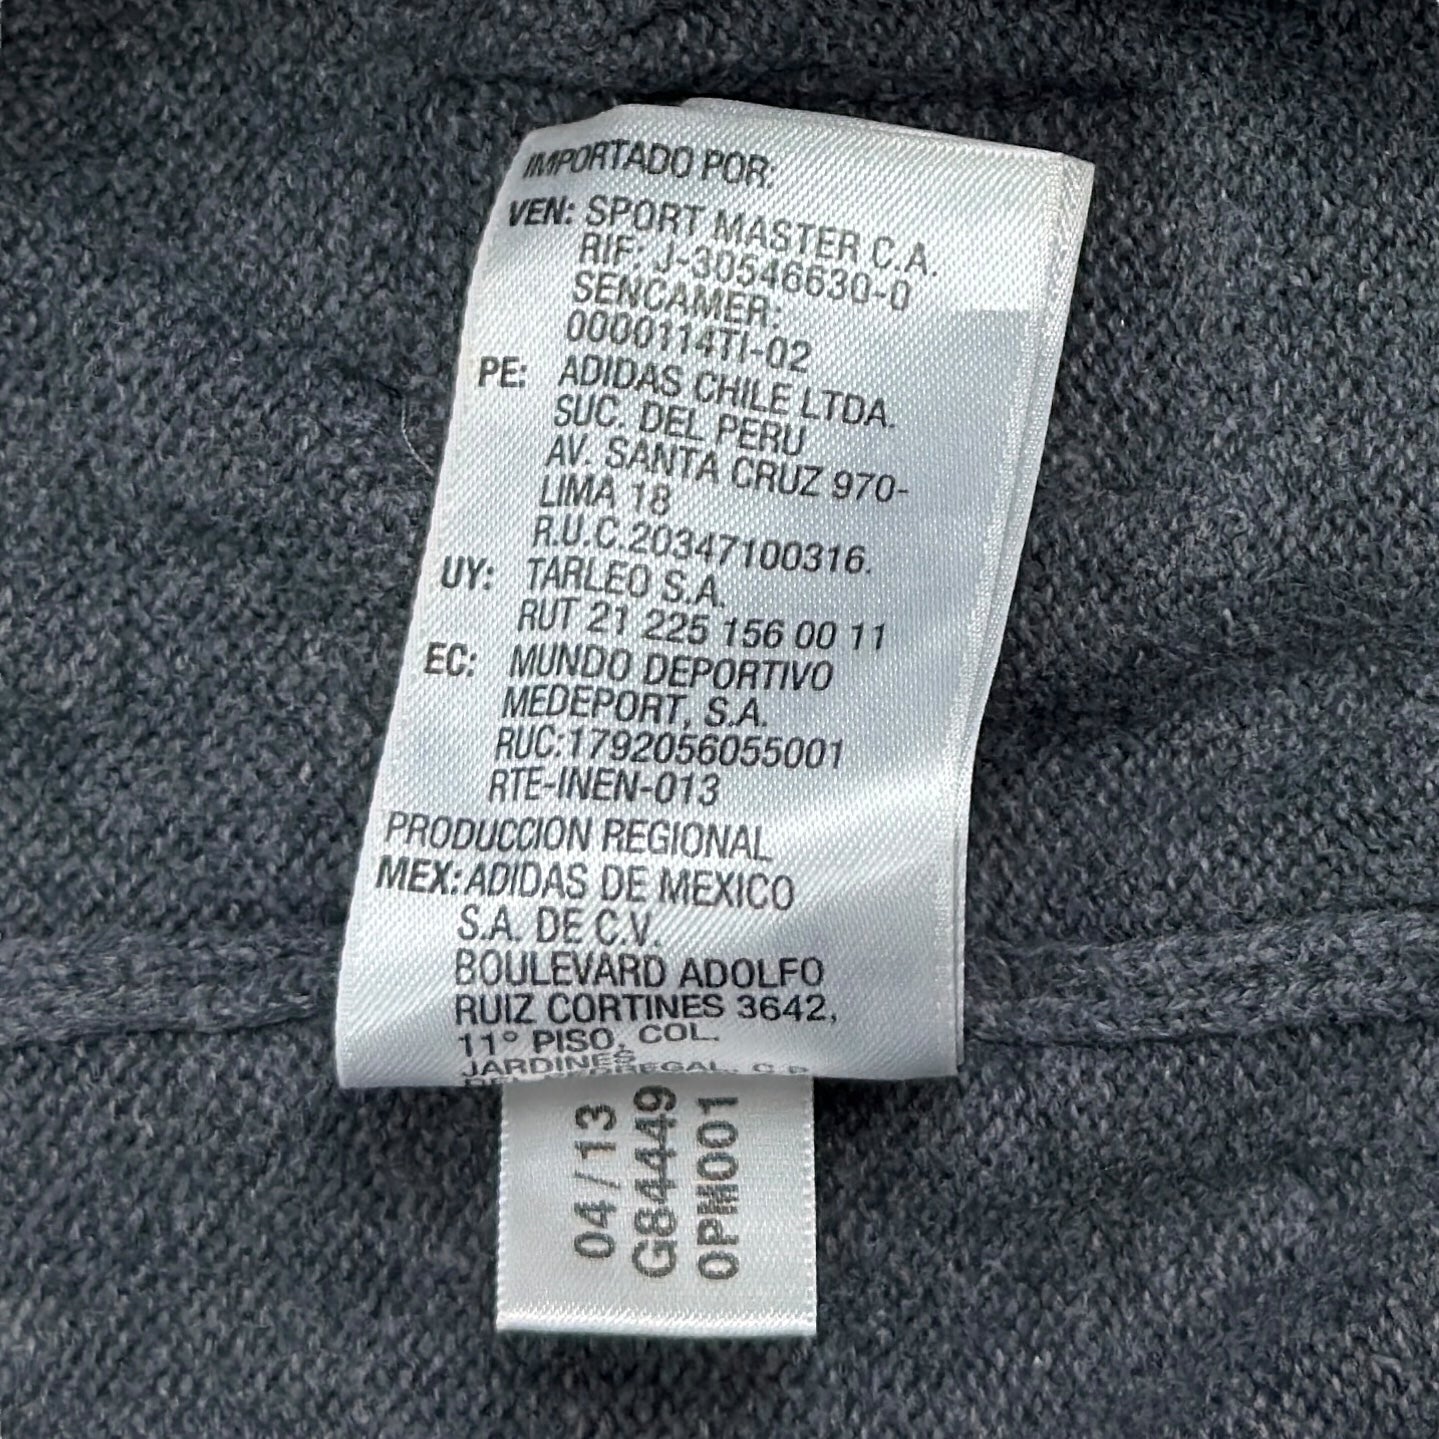 IMPORTADO POR:
VEN: SPORT MASTER C.A.
RIF: J-30546630-0
SENCAMER:
0000114TI-02
PE: ADIDAS CHILE LTDA.
SUC. DEL PERU
AV. SANTA CRUZ 970-
LIMA 18
R.U.C.20347100316.
UY: TARLEO S.A.
RUT 21 225 156 00 11
EC: MUNDO DEPORTIVO
MEDEPORT, S.A.
RUC:1792056055001
RTE-INEN-013
PRODUCCION REGIONAL
MEX: ADIDAS DE MEXICO
S.A. DE C.V.
BOULEVARD ADOLFO
RUIZ CORTINES 3642,
11° PISO, COL.
JARDINES
DEL PEDREGAL, C.P.
04/13
G84449
0PM001